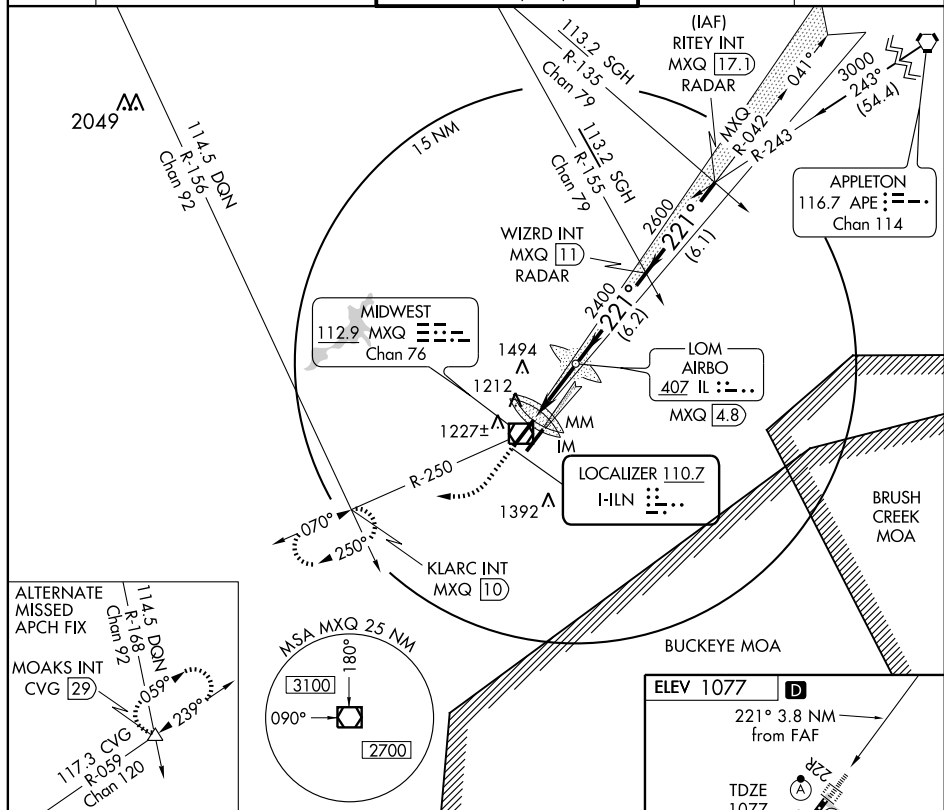 2049
114.5 DQN
R-156
Chan 92
15 NM
113.2 SGH
R-135
Chan 79
113.2 SGH
R-155
Chan 79
(IAF)
RITEY INT
MXQ 17.1
RADAR
MXQ
R-042
041°
3000
243°
(54.4)
R-243
APPLETON
116.7 APE
Chan 114
2600
221°
(6.1)
WIZRD INT
MXQ 11
RADAR
2400
221°
(6.2)
MIDWEST
112.9 MXQ
Chan 76
1494
1212
1227±
LOM
AIRBO
407 IL
MXQ 4.8
MM
IM
R-250
LOCALIZER 110.7
I-ILN
1392
070°
250°
KLARC INT
MXQ 10
BRUSH
CREEK
MOA
BUCKEYE MOA
ALTERNATE
MISSED
APCH FIX
114.5 DQN
R-168
Chan 92
MOAKS INT
CVG 29
059°
239°
117.3 CVG
R-059
Chan 120
MSA MXQ 25 NM
3100
180°
090°
2700
ELEV 1077
D
221° 3.8 NM
from FAF
22R
TDZE
1077
A